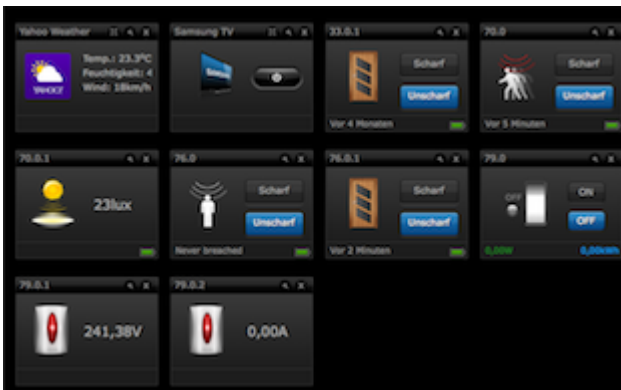 Yahoo Weather
Temp.: 23.3°C
Feuchtigkeit: 4
Wind: 18km/h
YAHOO!
Samsung TV
33.0.1
Scharf
Unscharf
Vor 4 Monaten
70.0
Scharf
Unscharf
Vor 5 Minuten
70.0.1
23lux
76.0
Scharf
Unscharf
Never breached
76.0.1
Scharf
Unscharf
Vor 2 Minuten
79.0
OFF
ON
OFF
0,00W
0,00kWh
79.0.1
241,38V
79.0.2
0,00A